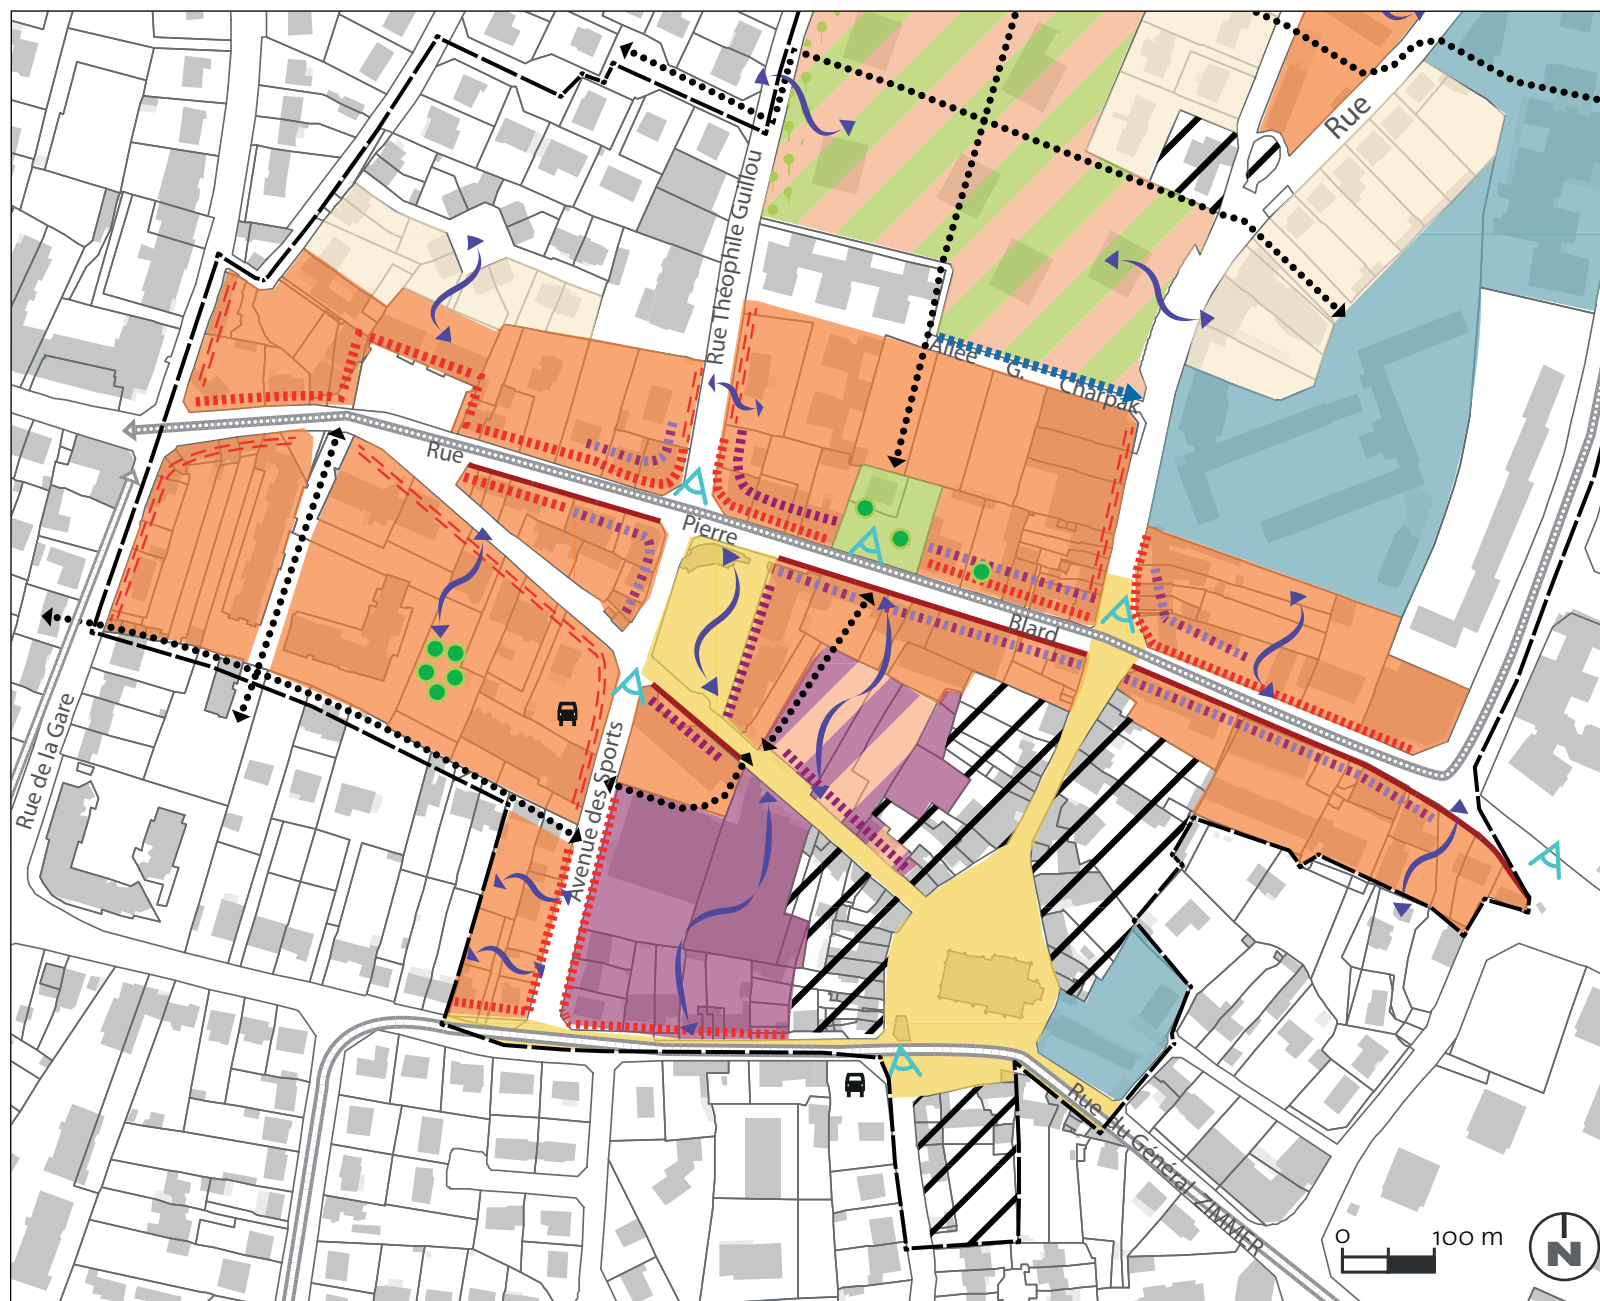 Rue
Rue Théophile Guillou
Allée
G.
Charpak
Rue
Pierre
Blard
Avenue des Sports
Rue de la Gare
Rue du Général ZIMMER
0 100 m
N